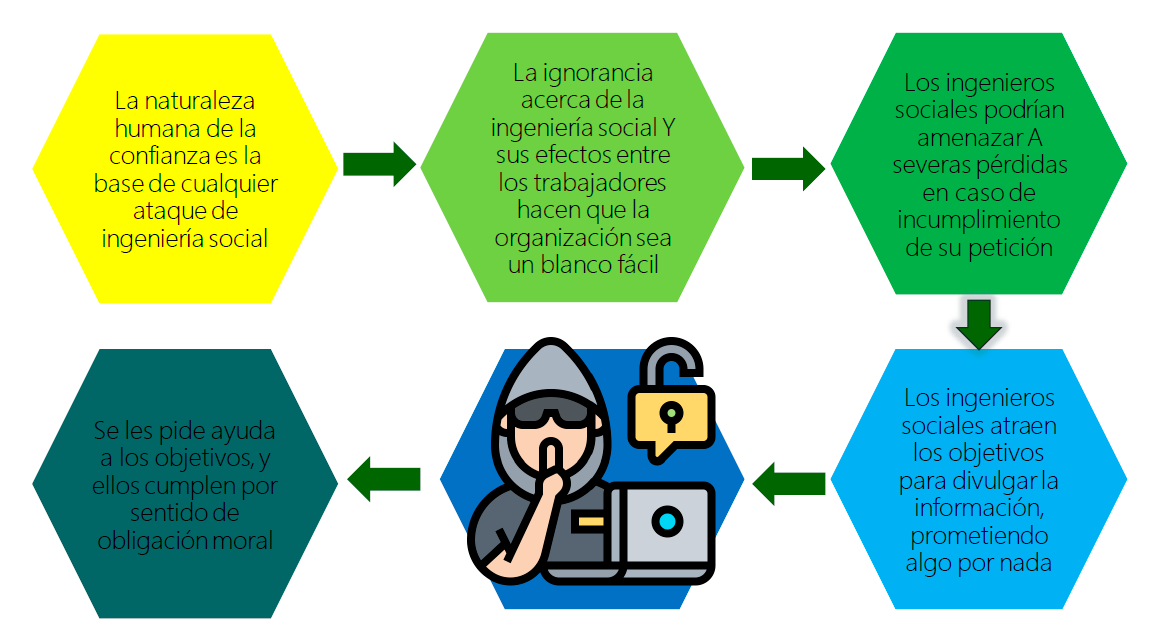 La naturaleza
humana de la
confianza es la
base de cualquier
ataque de
ingeniería social
La ignorancia
acerca de la
ingeniería social Y
sus efectos entre
los trabajadores
hacen que la
organización sea
un blanco fácil
Los ingenieros
sociales podrían
amenazar A
severas pérdidas
en caso de
incumplimiento
de su petición
Los ingenieros
sociales atraen
los objetivos
para divulgar la
información,
prometiendo
algo por nada
Se les pide ayuda
a los objetivos, y
ellos cumplen por
sentido de
obligación moral